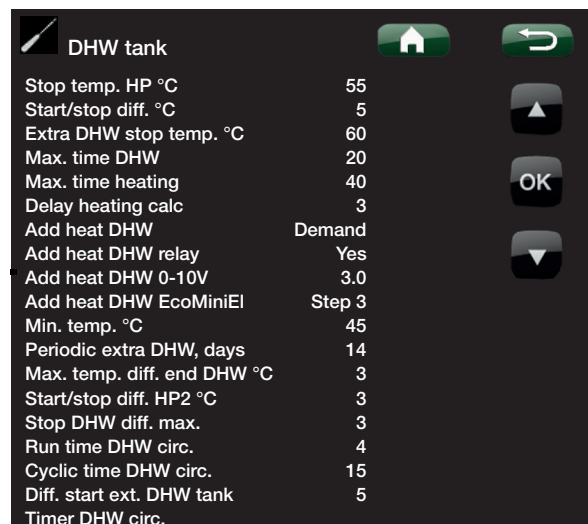 DHW tank
Stop temp. HP °C 55
Start/stop diff. °C 5
Extra DHW stop temp. °C 60
Max. time DHW 20
Max. time heating 40
Delay heating calc 3
Add heat DHW Demand
Add heat DHW relay Yes
Add heat DHW 0-10V 3.0
Add heat DHW EcoMiniEl Step 3
Min. temp. °C 45
Periodic extra DHW, days 14
Max. temp. diff. end DHW °C 3
Start/stop diff. HP2 °C 3
Stop DHW diff. max. 3
Run time DHW circ. 4
Cyclic time DHW circ. 15
Diff. start ext. DHW tank 5
Timer DHW circ.
OK